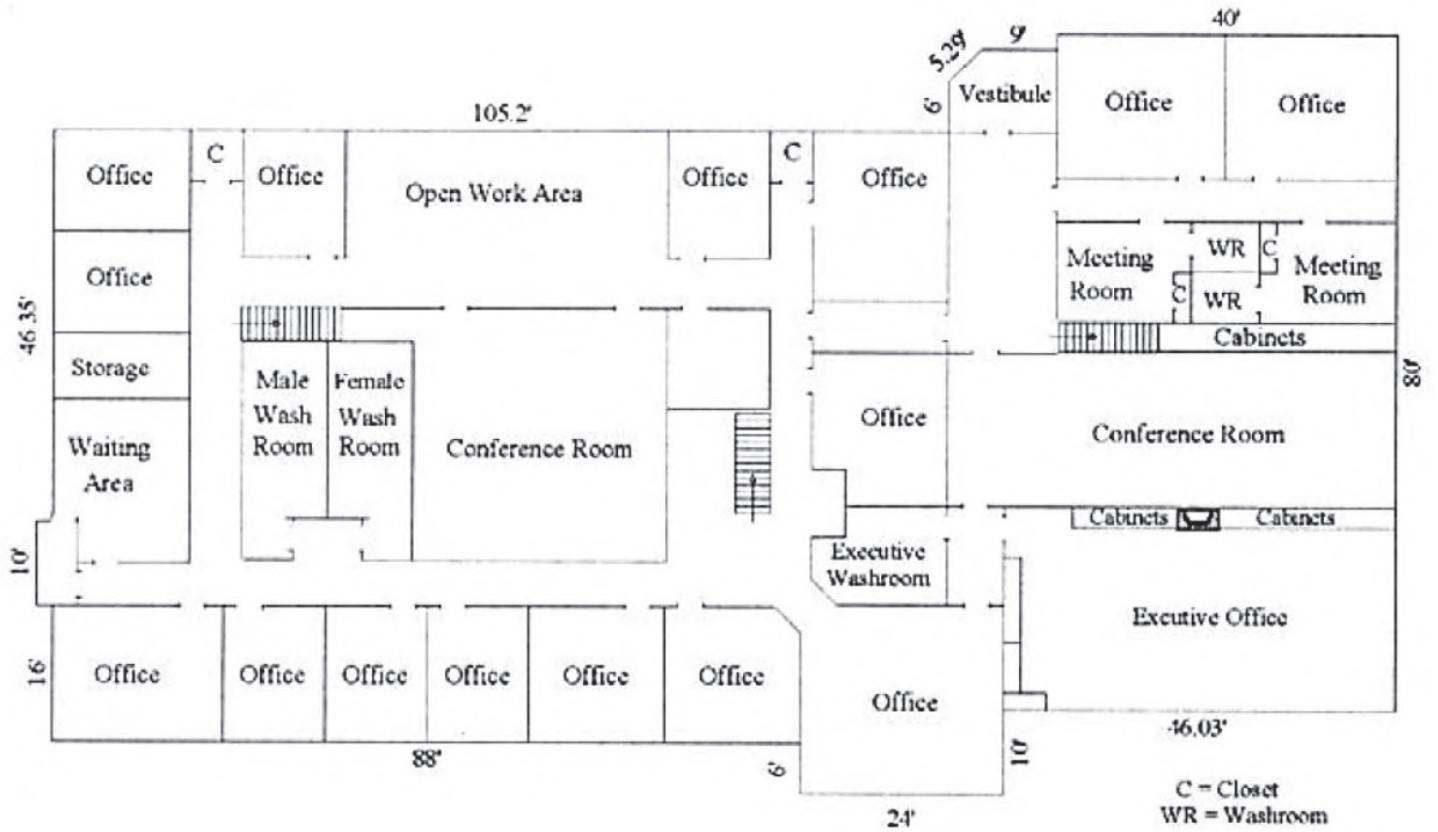 40'
9'
5.29'
6'
Vestibule
Office
Office
105.2'
Office
C
Office
Open Work Area
Office
C
Office
Meeting
Room
WR
C
Meeting
Room
C
WR
Cabinets
Office
46.35'
Storage
Male
Wash
Room
Female
Wash
Room
Conference Room
Office
Conference Room
80'
Waiting
Area
Cabinets
Cabinets
10'
Executive
Washroom
Excutive Office
16'
Office
Office
Office
Office
Office
Office
Office
88'
6'
24'
10'
46.03'
C = Closet
WR = Washroom